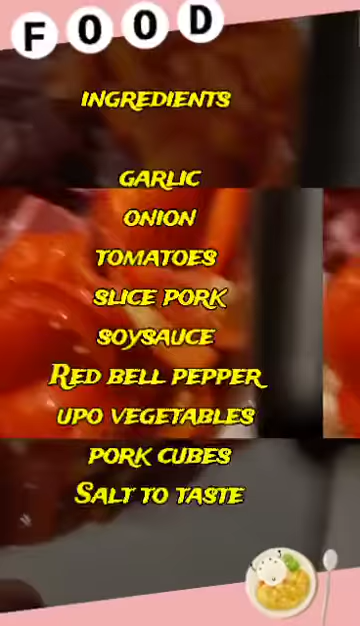 FOOD
INGREDIENTS
GARLIC
ONION
TOMATOES
SLICE PORK
SOYSAUCE
RED BELL PEPPER
UPO VEGETABLES
PORK CUBES
SALT TO TASTE